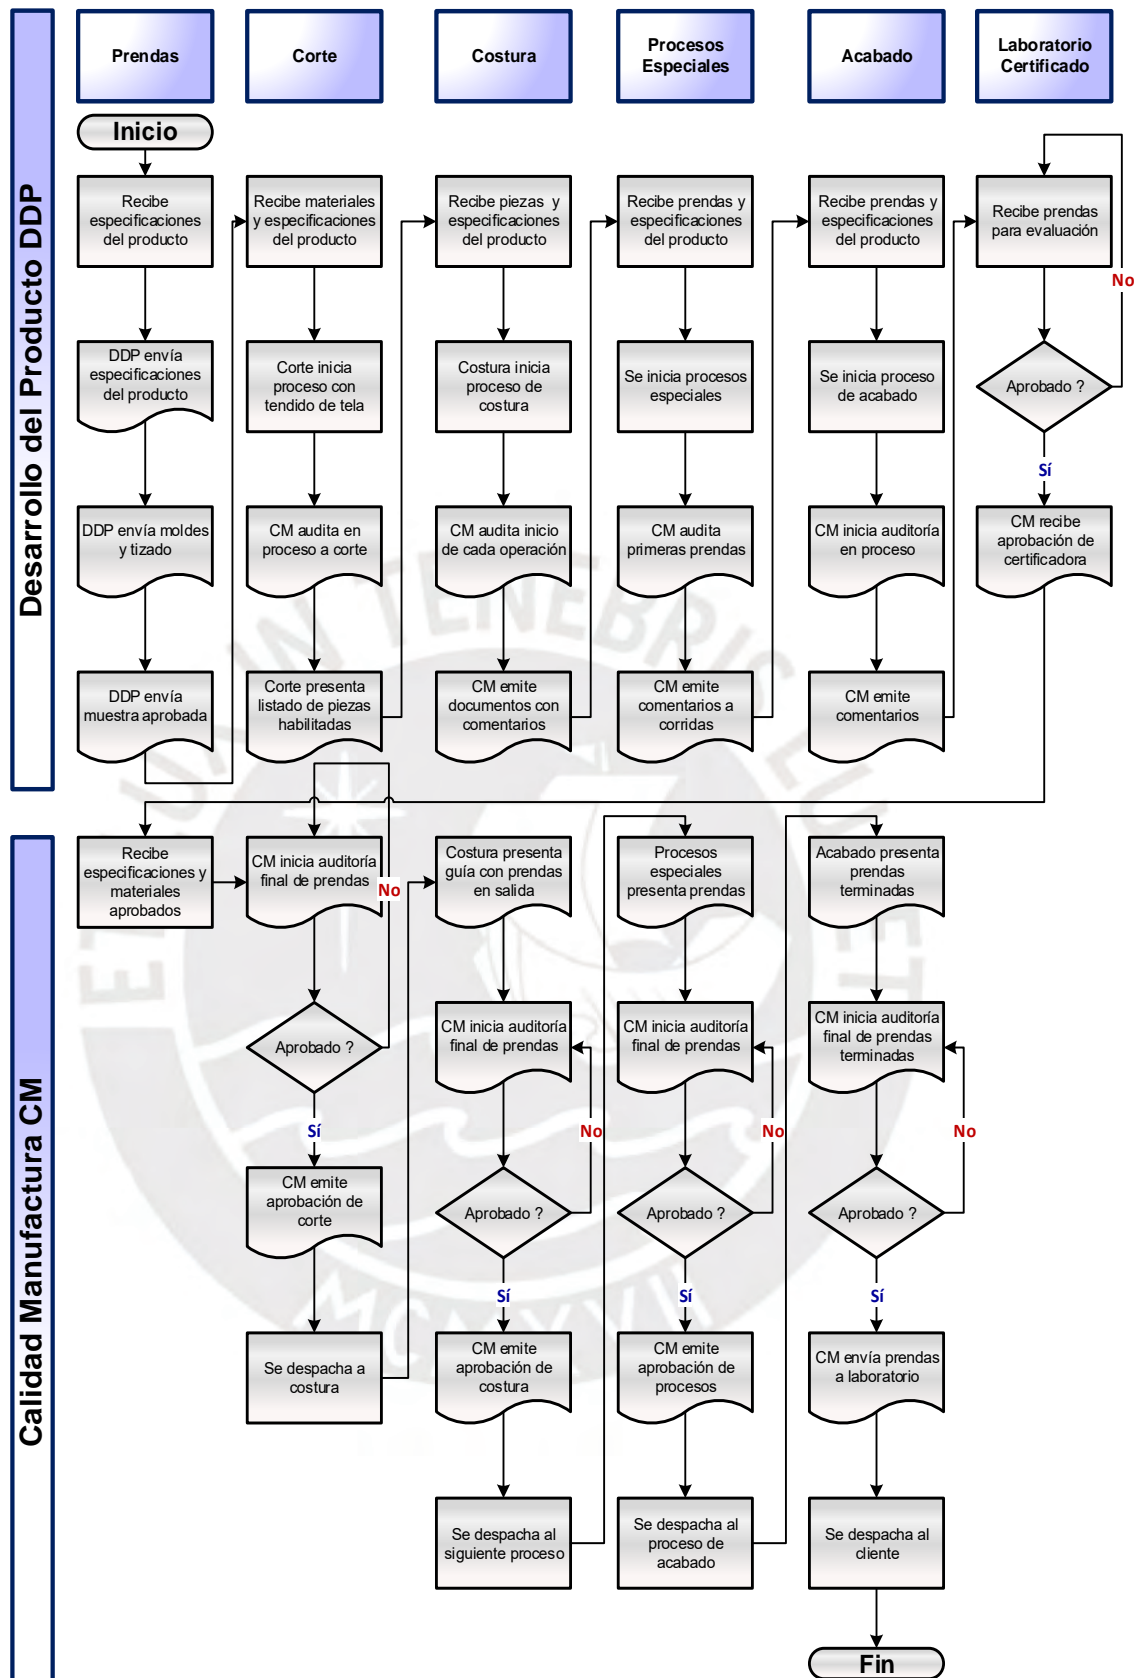 Desarrollo del Producto DDP
Prendas
Corte
Costura
Procesos
Especiales
Acabado
Laboratorio
Certificado
Inicio
Recibe
especificaciones
del producto
Recibe materiales
y especificaciones
del producto
Recibe piezas y
especificaciones
del producto
Recibe prendas y
especificaciones
del producto
Recibe prendas y
especificaciones
del producto
Recibe prendas
para evaluación
No
DDP envía
especificaciones
del producto
Corte inicia
proceso con
tendido de tela
Costura inicia
proceso de
costura
Se inicia procesos
especiales
Se inicia proceso
de acabado
Aprobado ?
Sí
DDP envía moldes
y tizado
CM audita en
proceso a corte
CM audita inicio
de cada operación
CM audita
primeras prendas
CM inicia auditoría
en proceso
CM recibe
aprobación de
certificadora
DDP envía
muestra aprobada
Corte presenta
listado de piezas
habilitadas
CM emite
documentos con
comentarios
CM emite
comentarios a
corridas
CM emite
comentarios
Calidad Manufactura CM
Recibe
especificaciones y
materiales
aprobados
CM inicia auditoría
final de prendas
No
Costura presenta
guía con prendas
en salida
Procesos
especiales
presenta prendas
Acabado presenta
prendas
terminadas
Aprobado ?
CM inicia auditoría
final de prendas
CM inicia auditoría
final de prendas
CM inicia auditoría
final de prendas
terminadas
Sí
No
No
No
CM emite
aprobación de
corte
Aprobado ?
Aprobado ?
Aprobado ?
Sí
Sí
Sí
Se despacha a
costura
CM emite
aprobación de
costura
CM emite
aprobación de
procesos
CM envía prendas
a laboratorio
Se despacha al
siguiente proceso
Se despacha al
proceso de
acabado
Se despacha al
cliente
Fin
ET LUX IN TENEBRIS LUCET
MCMXVII